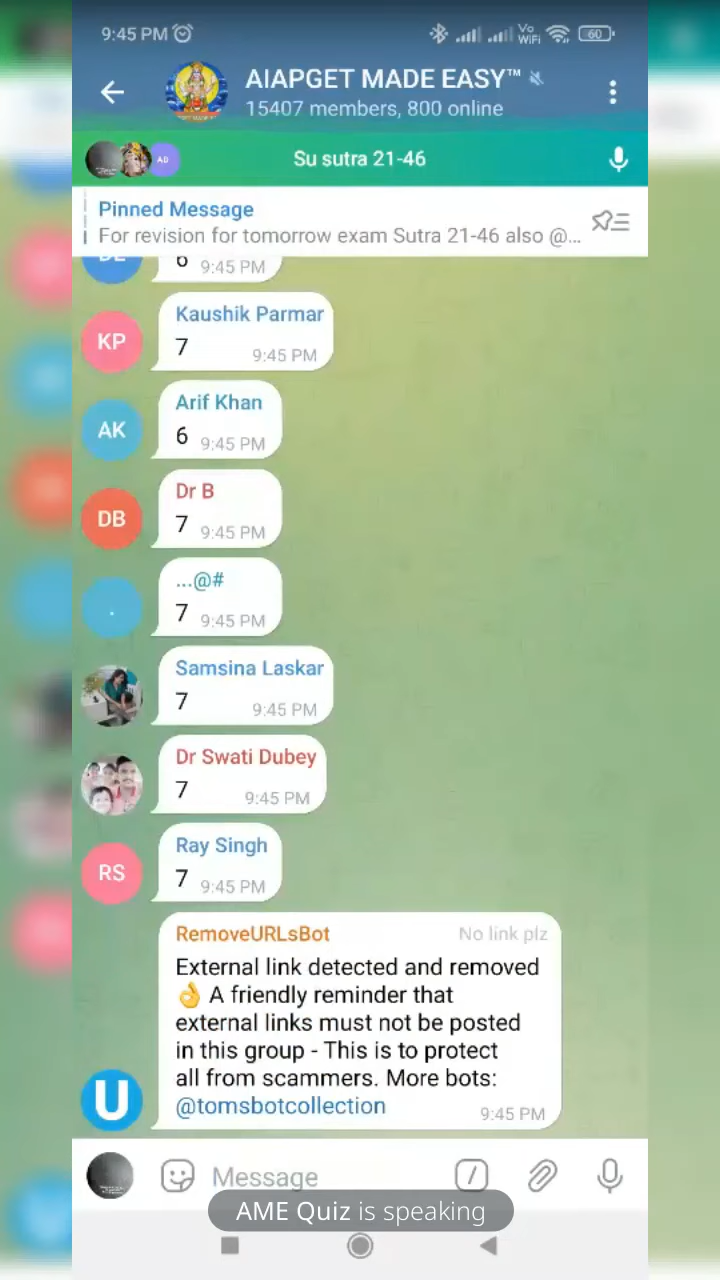 9:45 PM
Vo
WiFi
60
AIAPGET MADE EASY™
15407 members, 800 online
AD
Su sutra 21-46
Pinned Message
For revision for tomorrow exam Sutra 21-46 also @...
6 9:45 PM
Kaushik Parmar
KP
7 9:45 PM
Arif Khan
AK
6 9:45 PM
Dr B
DB
7 9:45 PM
...@#
.
7 9:45 PM
Samsina Laskar
7 9:45 PM
Dr Swati Dubey
7 9:45 PM
Ray Singh
RS
7 9:45 PM
RemoveURLsBot No link plz
External link detected and removed
👌 A friendly reminder that
external links must not be posted
in this group - This is to protect
all from scammers. More bots:
@tomsbotcollection
9:45 PM
U
Message
/
AME Quiz is speaking